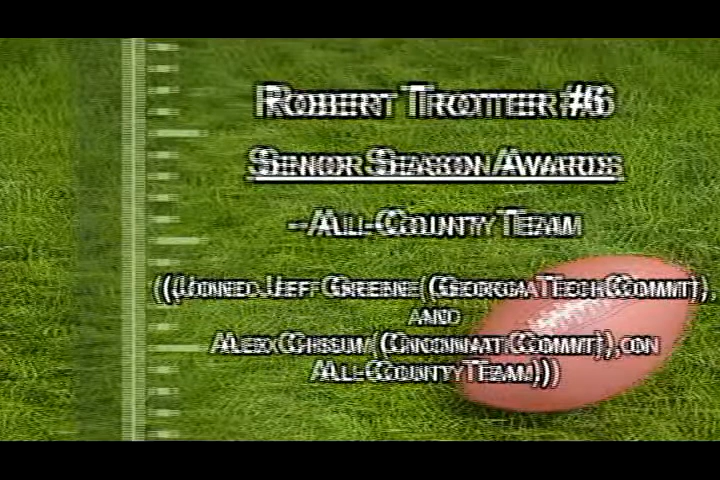 Robert Trotter #6
Senior Season Awards
-All-County Team
(Joined Jeff Greene(Georgia Tech Commit),
and
Alex Chisum(Cincinnati Commit), on
All-County Team)